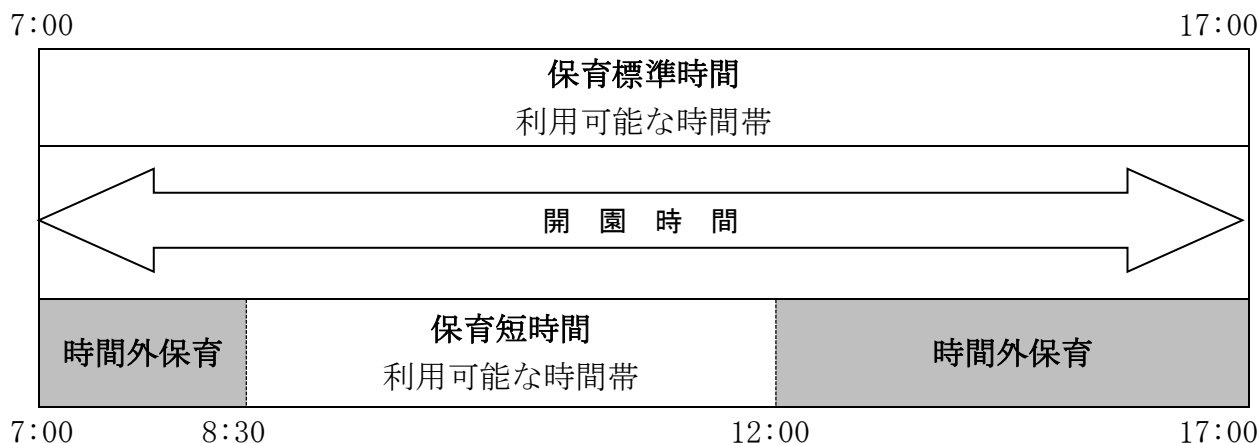 7:00 17:00
保育標準時間
利用可能な時間帯
開 園 時 間
時間外保育
保育短時間
利用可能な時間帯
時間外保育
7:00 8:30 12:00 17:00